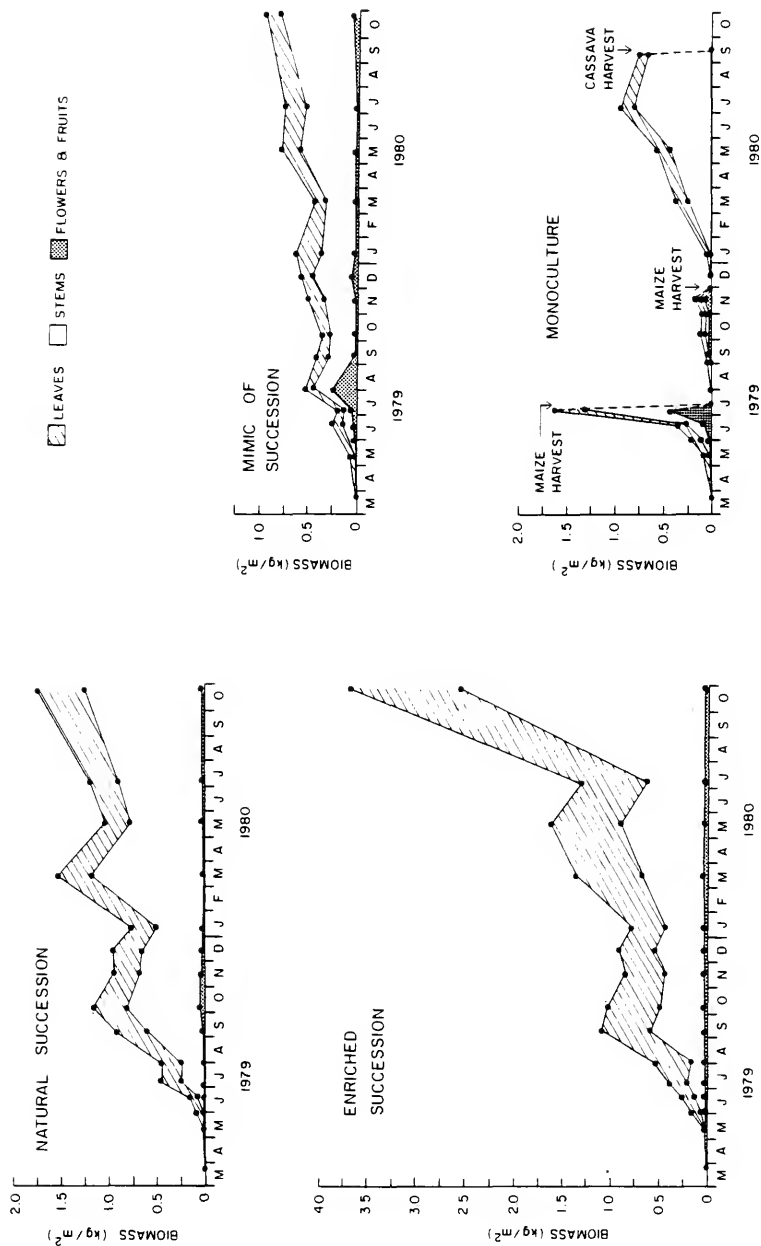 LEAVES STEMS FLOWERS & FRUITS
NATURAL SUCCESSION
BIOMASS (kg/m²)
2.0
1.5
1.0
0.5
0
M A M J J A S O N D J F M A M J J A S O
1979 1980
MIMIC OF
SUCCESSION
BIOMASS (kg/m²)
1.0
0.5
0
M A M J J A S O N D J F M A M J J A S O
1979 1980
ENRICHED
SUCCESSION
BIOMASS (kg/m²)
4.0
3.5
3.0
2.5
2.0
1.5
1.0
0.5
0
M A M J J A S O N D J F M A M J J A S O
1979 1980
MONOCULTURE
MAIZE
HARVEST
MAIZE
HARVEST
CASSAVA
HARVEST
BIOMASS (kg/m²)
2.0
1.5
1.0
0.5
0
M A M J J A S O N D J F M A M J J A S O
1979 1980